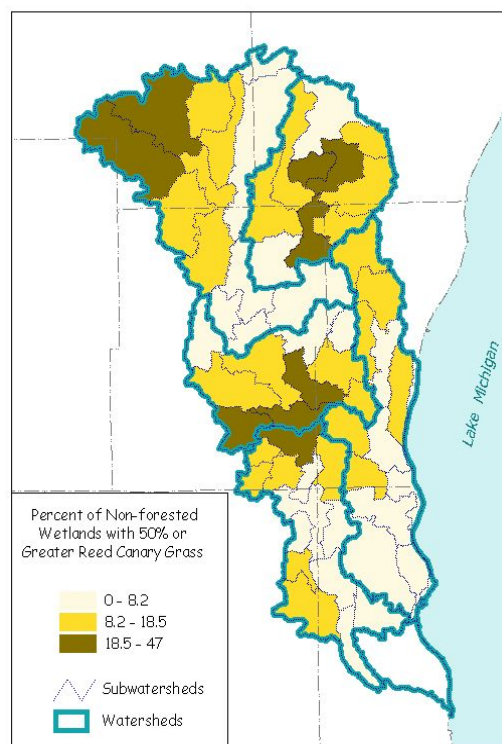 Lake Michigan
Percent of Non-forested
Wetlands with 50% or
Greater Reed Canary Grass
0 - 8.2
8.2 - 18.5
18.5 - 47
Subwatersheds
Watersheds